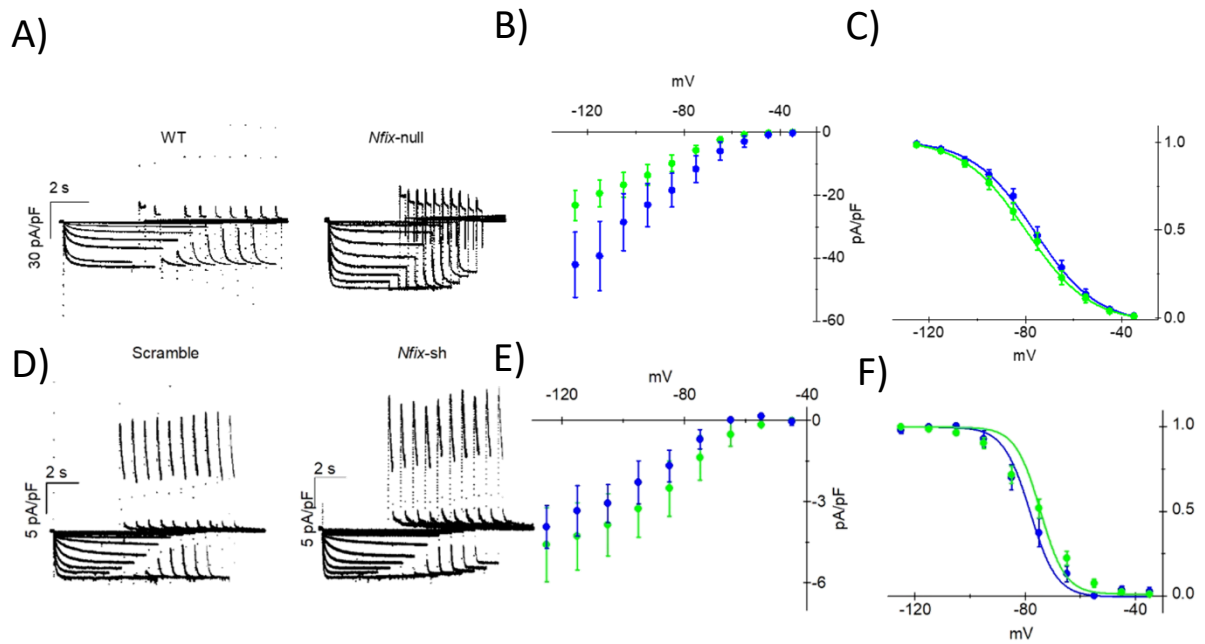 A)
WT
Nfix-null
2 s
30 pA/pF
B)
mV
-120
-80
-40
0
-20
-40
-60
pA/pF
C)
1.0
0.5
0.0
-120
-80
-40
mV
D)
Scramble
Nfix-sh
2 s
5 pA/pF
2 s
5 pA/pF
E)
mV
-120
-80
-40
0
-3
-6
pA/pF
F)
1.0
0.5
0.0
-120
-80
-40
mV